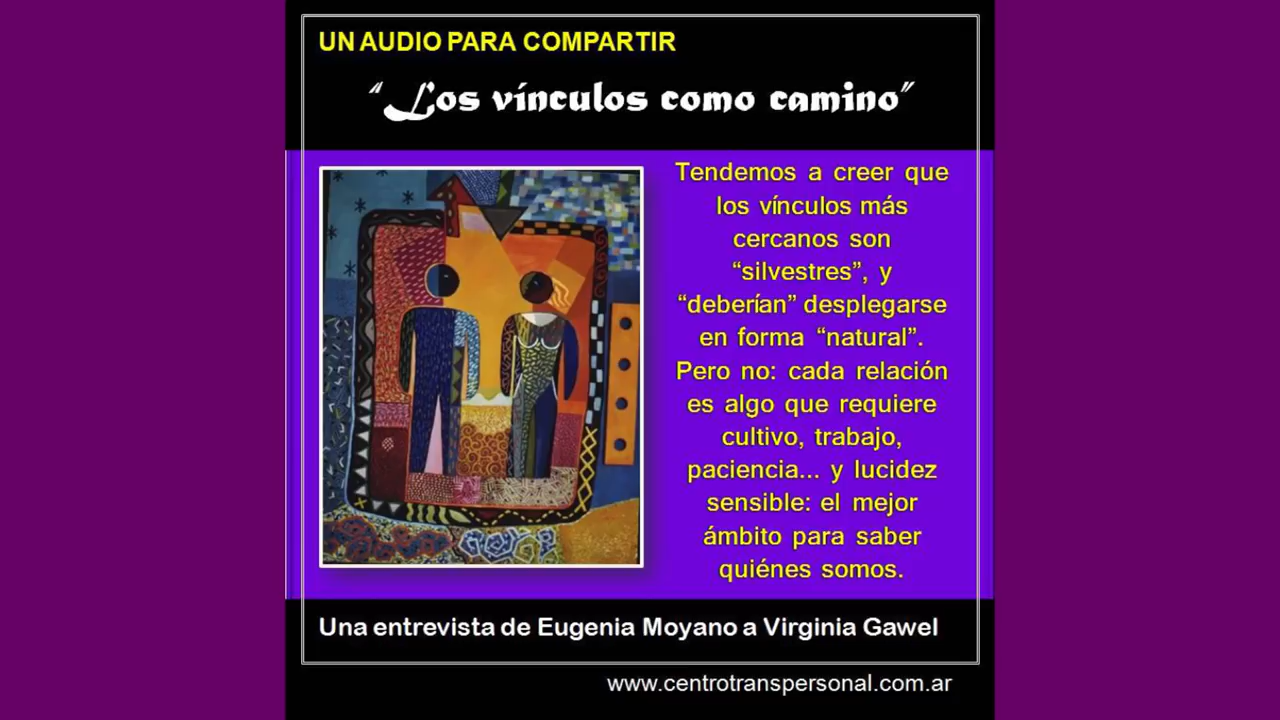 UN AUDIO PARA COMPARTIR
“Los vínculos como camino”
Tendemos a creer que
los vínculos más
cercanos son
“silvestres”, y
“deberían” desplegarse
en forma “natural”.
Pero no: cada relación
es algo que requiere
cultivo, trabajo,
paciencia... y lucidez
sensible: el mejor
ámbito para saber
quiénes somos.
Una entrevista de Eugenia Moyano a Virginia Gawel
www.centrotranspersonal.com.ar